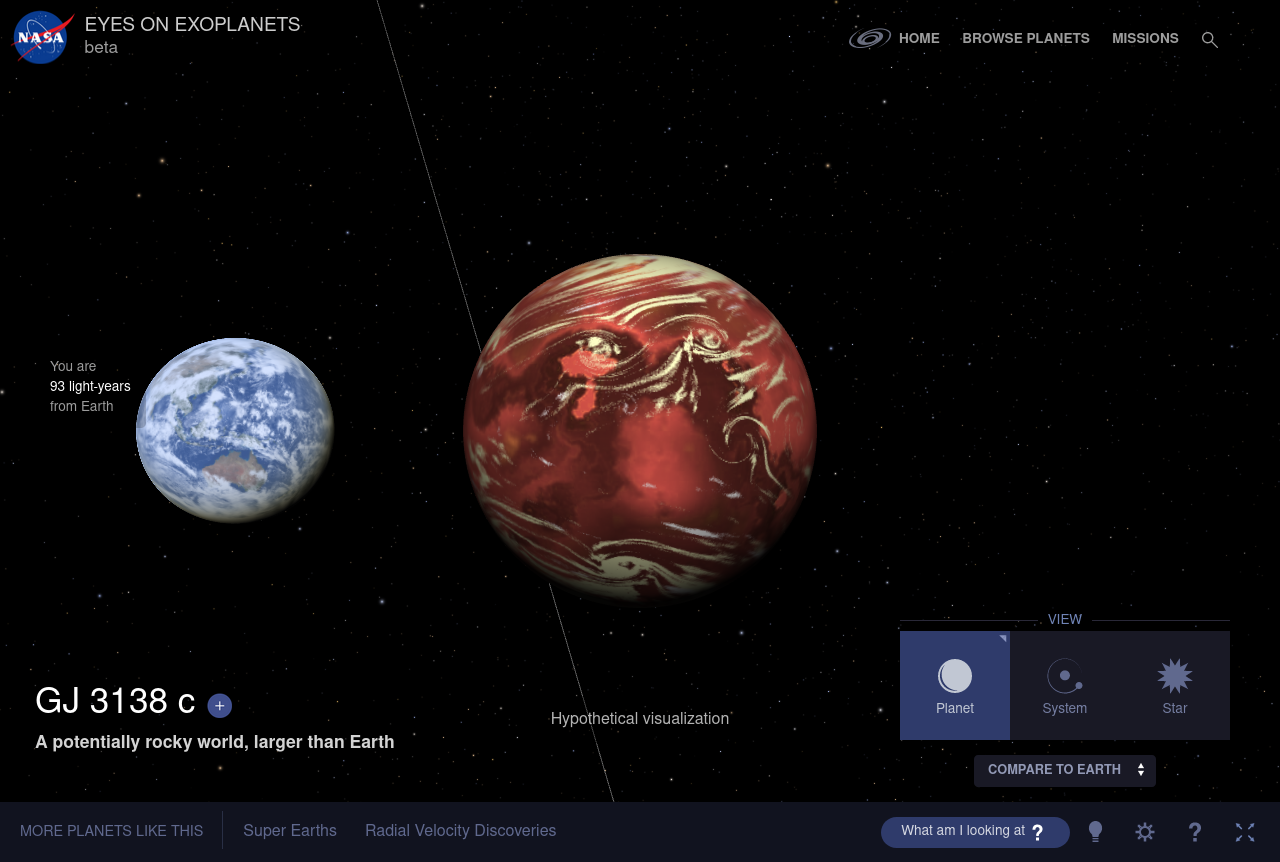 NASA
EYES ON EXOPLANETS
beta
HOME
BROWSE PLANETS
MISSIONS
You are
93 light-years
from Earth
GJ 3138 c
+
A potentially rocky world, larger than Earth
Hypothetical visualization
VIEW
Planet
System
Star
COMPARE TO EARTH
MORE PLANETS LIKE THIS
Super Earths
Radial Velocity Discoveries
What am I looking at ?
?